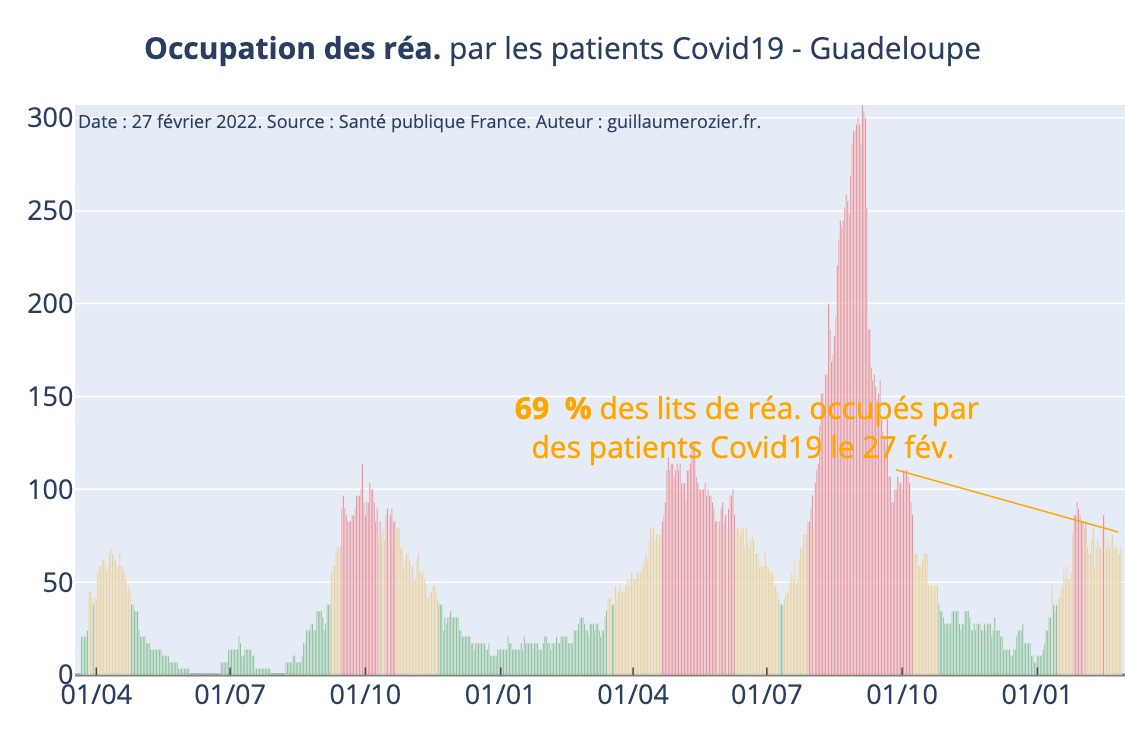 Occupation des réa. par les patients Covid19 - Guadeloupe
300
Date : 27 février 2022. Source : Santé publique France. Auteur : guillaumerozier.fr.
250
200
150
69 % des lits de réa. occupés par
des patients Covid19 le 27 fév.
100
50
0
01/04 01/07 01/10 01/01 01/04 01/07 01/10 01/01